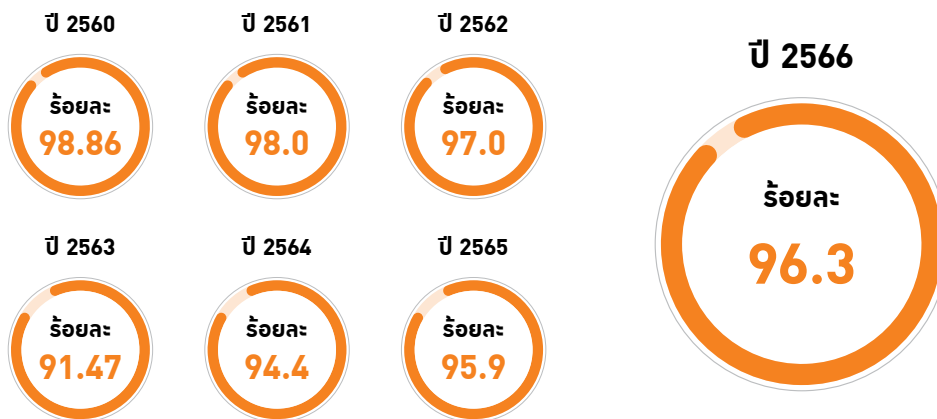 ปี 2560
ร้อยละ
98.86
ปี 2561
ร้อยละ
98.0
ปี 2562
ร้อยละ
97.0
ปี 2563
ร้อยละ
91.47
ปี 2564
ร้อยละ
94.4
ปี 2565
ร้อยละ
95.9
ปี 2566
ร้อยละ
96.3